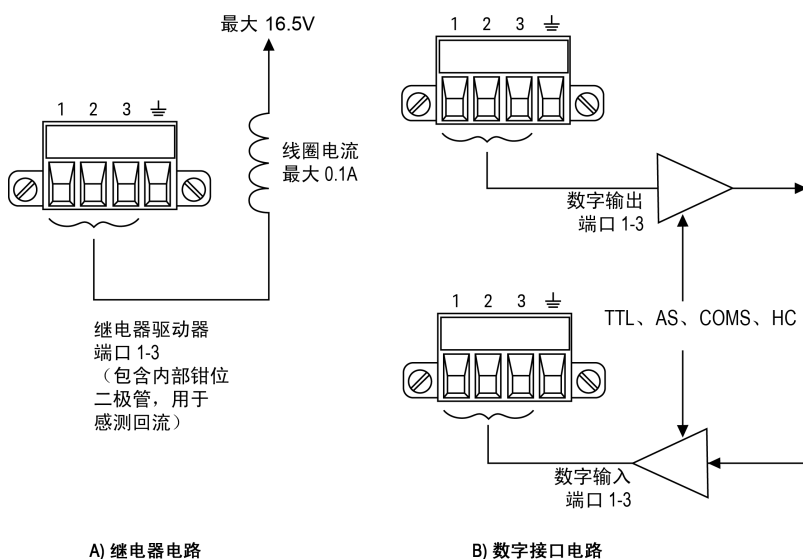 最大 16.5V
1 2 3
线圈电流
最大 0.1A
继电器驱动器
端口 1-3
（包含内部钳位
二极管，用于
感测回流）
A) 继电器电路
1 2 3
数字输出
端口 1-3
TTL、AS、COMS、HC
1 2 3
数字输入
端口 1-3
B) 数字接口电路